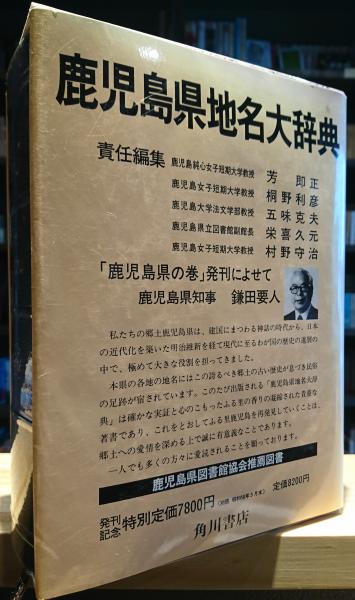 鹿児島県地名大辞典
責任編集
鹿児島純心女子短期大学教授 芳即正
鹿児島女子短期大学教授 桐野利彦
鹿児島大学法文学部教授 五味克夫
鹿児島県立図書館副館長 栄喜久元
鹿児島女子短期大学教授 村野守治
「鹿児島県の巻」発刊によせて
鹿児島県知事 鎌田要人
私たちの郷土鹿児島県は、建国にまつわる神話の時代から、日本
の近代化を築いた明治維新を経て現代に至るわが国の歴史の進展の
中で、極めて大きな役割を担ってきました。
本県の各地の地名にはこの誇るべき郷土の古い歴史が息づき民俗
の足跡が宿されています。このたび出版される『鹿児島県地名大辞
典』は確かな実証と心のこもったふる里の香りの凝縮された貴重な
著書であり、これをとおしてふる里鹿児島を再発見していくことは、
郷土への愛情を深める上で誠に有意義なことであります。
一人でも多くの方々に愛読されることを願っております。
鹿児島県図書館協会推薦図書
発刊記念 特別定価7800円 (期限 昭和58年5月末) 定価8200円
角川書店